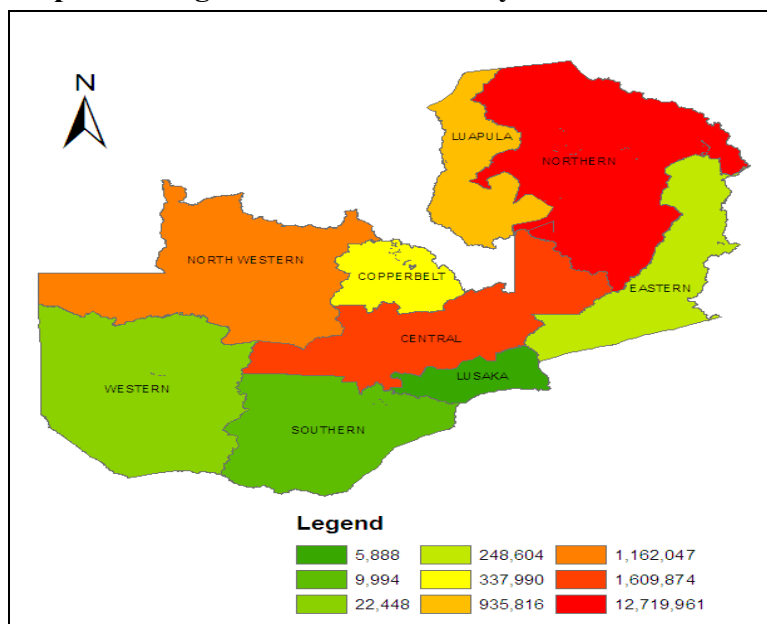 N
LUAPULA
NORTHERN
NORTH WESTERN
COPPERBELT
EASTERN
CENTRAL
LUSAKA
WESTERN
SOUTHERN
Legend
5,888 248,604 1,162,047
9,994 337,990 1,609,874
22,448 935,816 12,719,961